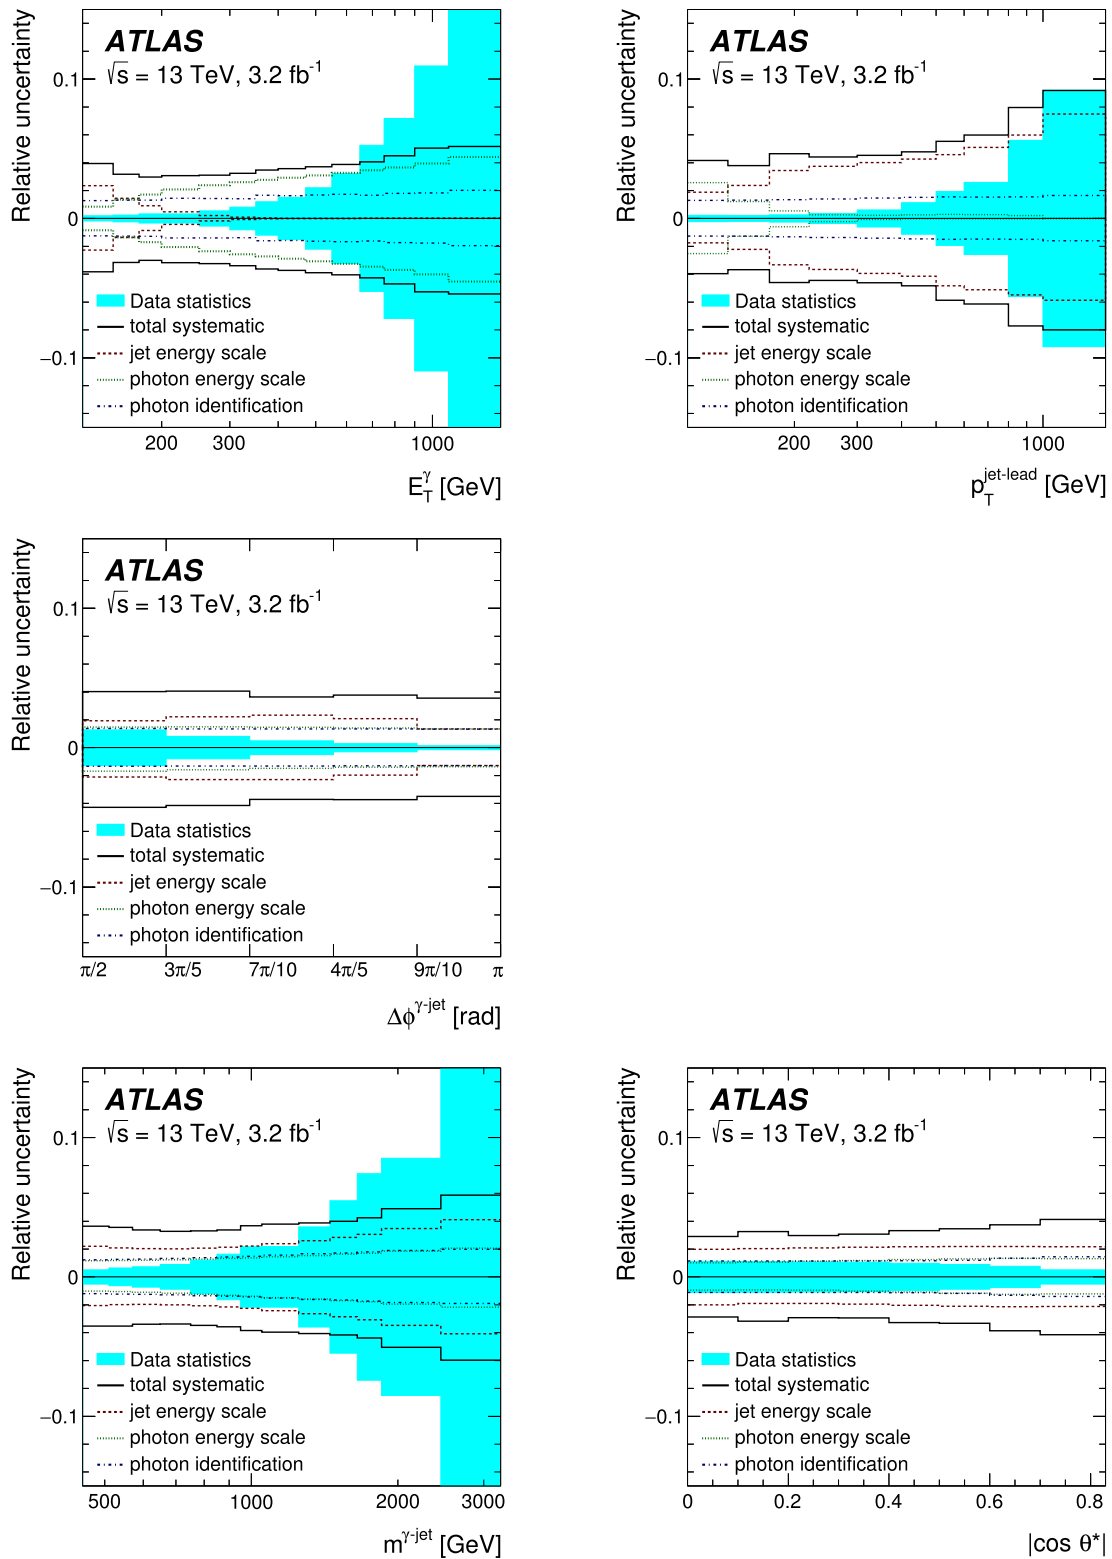 Relative uncertainty
ATLAS
√s = 13 TeV, 3.2 fb⁻¹
0.1
0
−0.1
Data statistics
total systematic
jet energy scale
photon energy scale
photon identification
200 300 1000
E_T^γ [GeV]
Relative uncertainty
ATLAS
√s = 13 TeV, 3.2 fb⁻¹
0.1
0
−0.1
Data statistics
total systematic
jet energy scale
photon energy scale
photon identification
200 300 1000
p_T^jet-lead [GeV]
Relative uncertainty
ATLAS
√s = 13 TeV, 3.2 fb⁻¹
0.1
0
−0.1
Data statistics
total systematic
jet energy scale
photon energy scale
photon identification
π/2 3π/5 7π/10 4π/5 9π/10 π
Δϕ^γ-jet [rad]
Relative uncertainty
ATLAS
√s = 13 TeV, 3.2 fb⁻¹
0.1
0
−0.1
Data statistics
total systematic
jet energy scale
photon energy scale
photon identification
500 1000 2000 3000
m^γ-jet [GeV]
Relative uncertainty
ATLAS
√s = 13 TeV, 3.2 fb⁻¹
0.1
0
−0.1
Data statistics
total systematic
jet energy scale
photon energy scale
photon identification
0 0.2 0.4 0.6 0.8
|cos θ*|